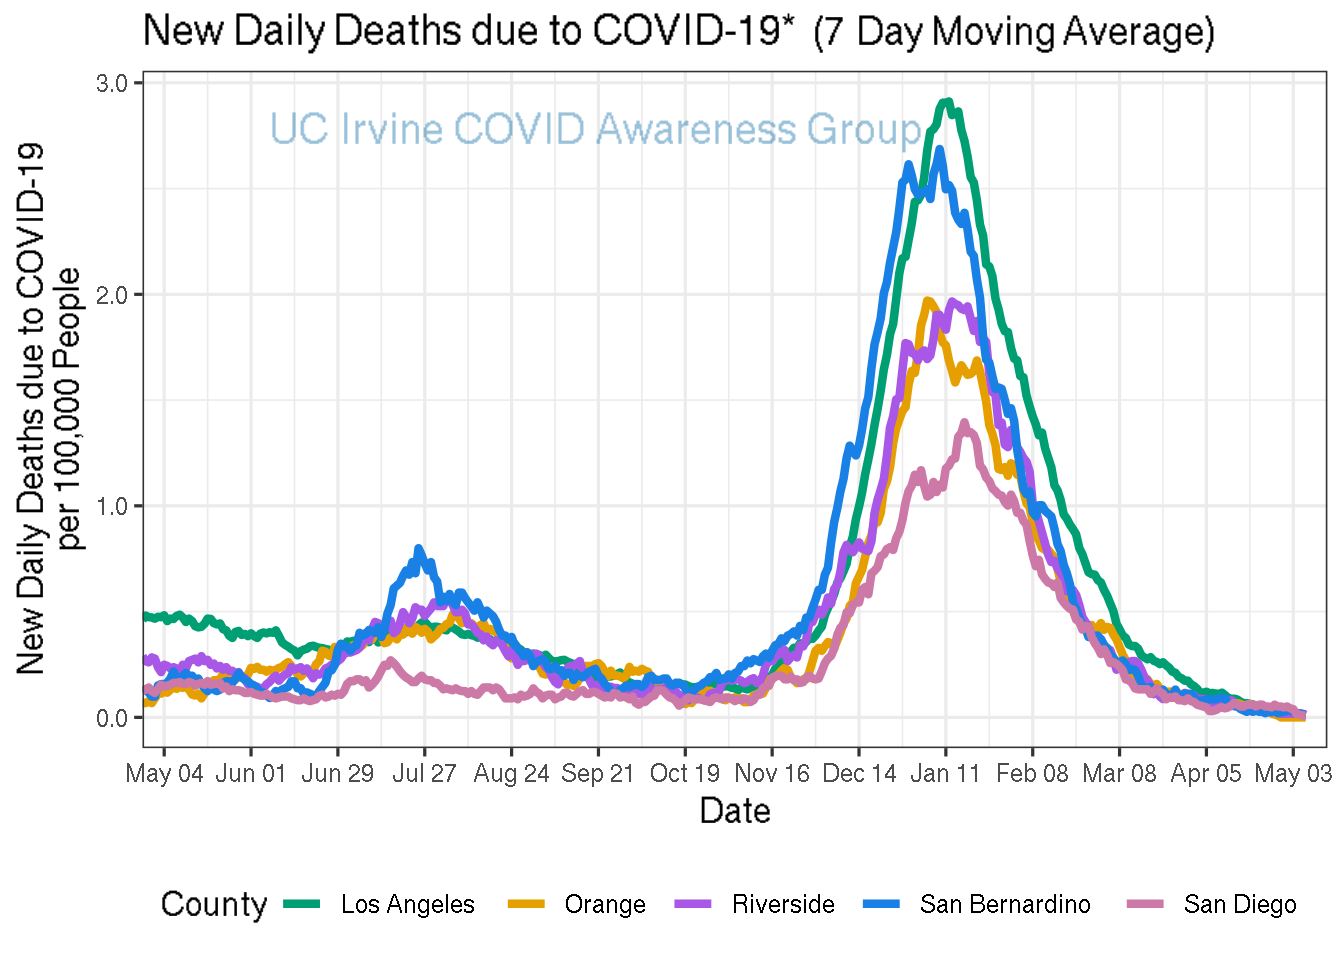 New Daily Deaths due to COVID-19* (7 Day Moving Average)
UC Irvine COVID Awareness Group
New Daily Deaths due to COVID-19
per 100,000 People
3.0
2.0
1.0
0.0
May 04 Jun 01 Jun 29 Jul 27 Aug 24 Sep 21 Oct 19 Nov 16 Dec 14 Jan 11 Feb 08 Mar 08 Apr 05 May 03
Date
County Los Angeles Orange Riverside San Bernardino San Diego